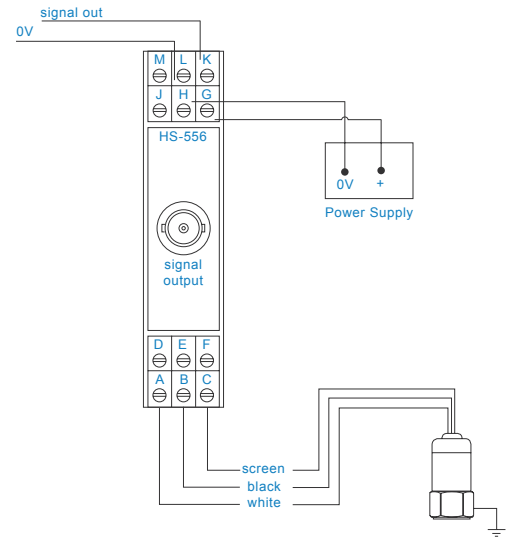 signal out
0V
M L K
J H G
HS-556
0V +
Power Supply
signal
output
D E F
A B C
screen
black
white